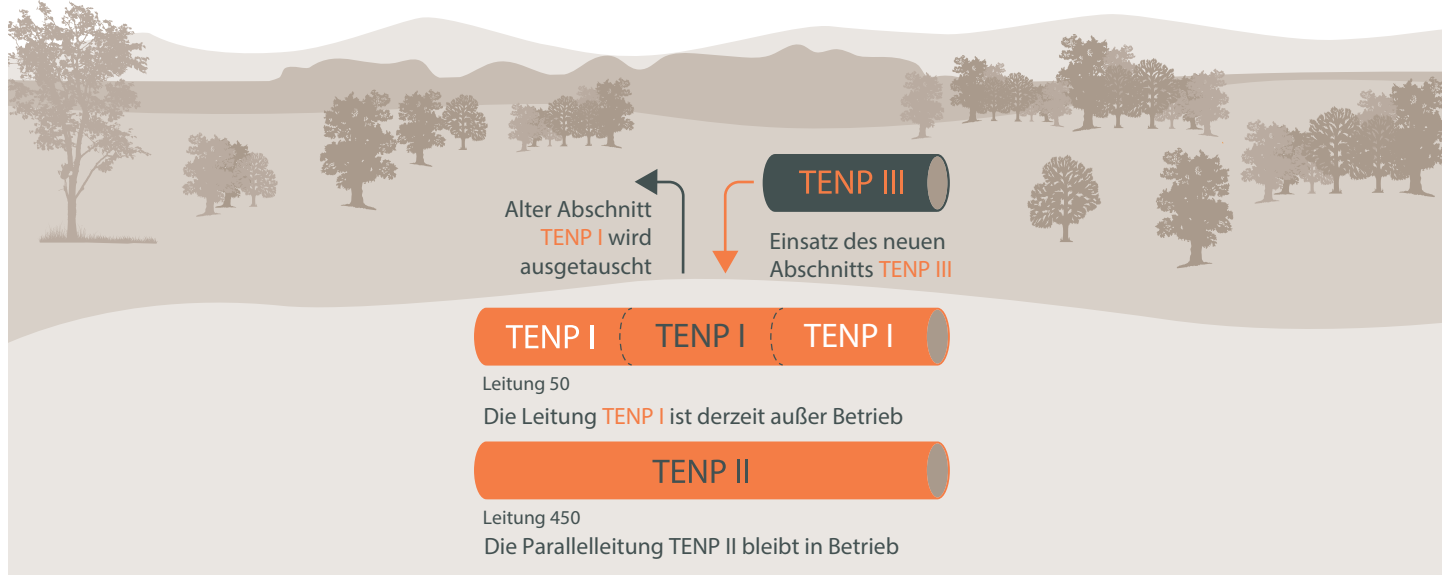 TENP III
Alter Abschnitt
TENP I wird
ausgetauscht
Einsatz des neuen
Abschnitts TENP III
TENP I TENP I TENP I
Leitung 50
Die Leitung TENP I ist derzeit außer Betrieb
TENP II
Leitung 450
Die Parallelleitung TENP II bleibt in Betrieb